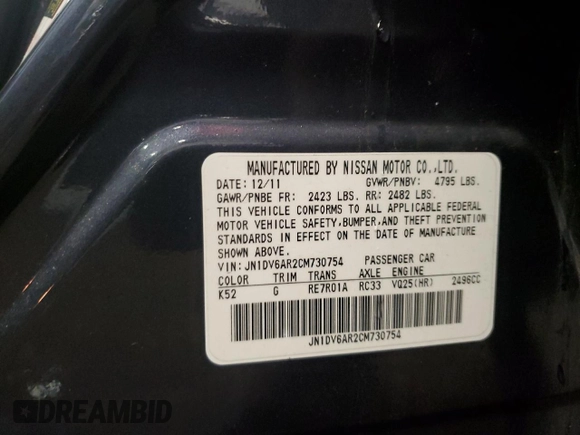 MANUFACTURED BY NISSAN MOTOR CO.,LTD.
DATE: 12/11 GVWR/PNBV: 4795 LBS.
GAWR/PNBE FR: 2423 LBS. RR: 2482 LBS.
THIS VEHICLE CONFORMS TO ALL APPLICABLE FEDERAL
MOTOR VEHICLE SAFETY,BUMPER,AND THEFT PREVENTION
STANDARDS IN EFFECT ON THE DATE OF MANUFACTURE
SHOWN ABOVE.
VIN: JN1DV6AR2CM730754 PASSENGER CAR
COLOR TRIM TRANS AXLE ENGINE
K52 G RE7R01A RC33 VQ25(HR) 2496CC
JN1DV6AR2CM730754
DREAMBID